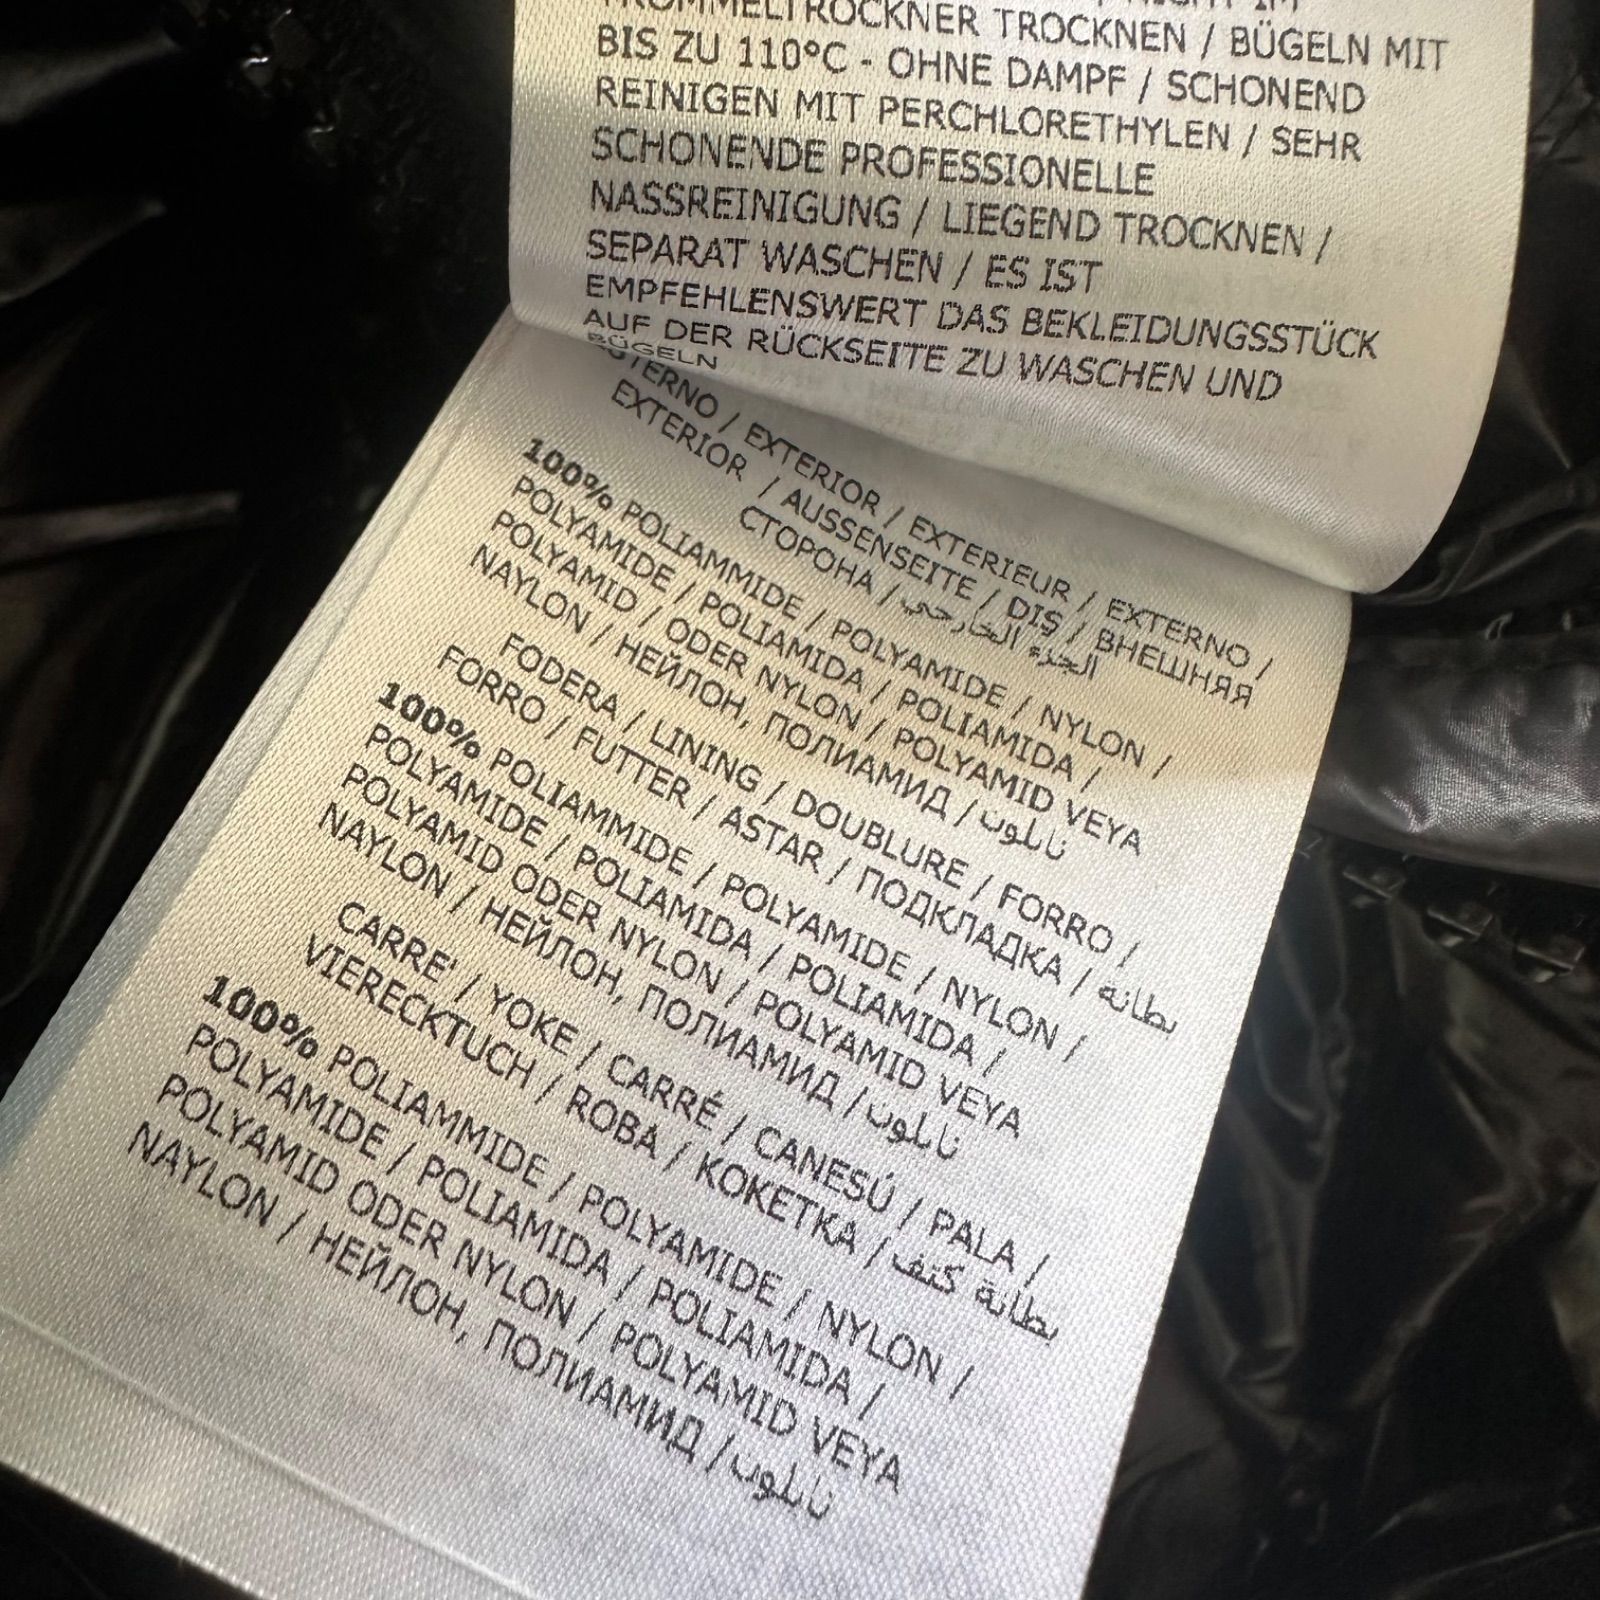 TROMMELTROCKNER TROCKNEN / BÜGELN MIT
BIS ZU 110°C - OHNE DAMPF / SCHONEND
REINIGEN MIT PERCHLORETHYLEN / SEHR
SCHONENDE PROFESSIONELLE
NASSREINIGUNG / LIEGEND TROCKNEN /
SEPARAT WASCHEN / ES IST
EMPFEHLENSWERT DAS BEKLEIDUNGSSTÜCK
AUF DER RÜCKSEITE ZU WASCHEN UND
BÜGELN
/ EXTERIOR / EXTERIEUR / EXTERNO /
EXTERIOR / AUSSENSEITE / DIŞ / ВНЕШНЯЯ
СТОРОНА / الجزء الخارجي
100% POLIAMMIDE / POLYAMIDE / NYLON /
POLYAMIDE / POLIAMIDA / POLIAMIDA /
POLYAMID / ODER NYLON / POLYAMID VEYA
NAYLON / НЕЙЛОН, ПОЛИАМИД / نايلون
FODERA / LINING / DOUBLURE / FORRO /
FORRO / FUTTER / ASTAR / ПОДКЛАДКА / بطانة
100% POLIAMMIDE / POLYAMIDE / NYLON /
POLYAMIDE / POLIAMIDA / POLIAMIDA /
POLYAMID ODER NYLON / POLYAMID VEYA
NAYLON / НЕЙЛОН, ПОЛИАМИД / نايلون
CARRE' / YOKE / CARRÉ / CANESÚ / PALA /
VIERECKTUCH / ROBA / КОКЕТКА / بطانة كتف
100% POLIAMMIDE / POLYAMIDE / NYLON /
POLYAMIDE / POLIAMIDA / POLIAMIDA /
POLYAMID ODER NYLON / POLYAMID VEYA
NAYLON / НЕЙЛОН, ПОЛИАМИД / نايلون